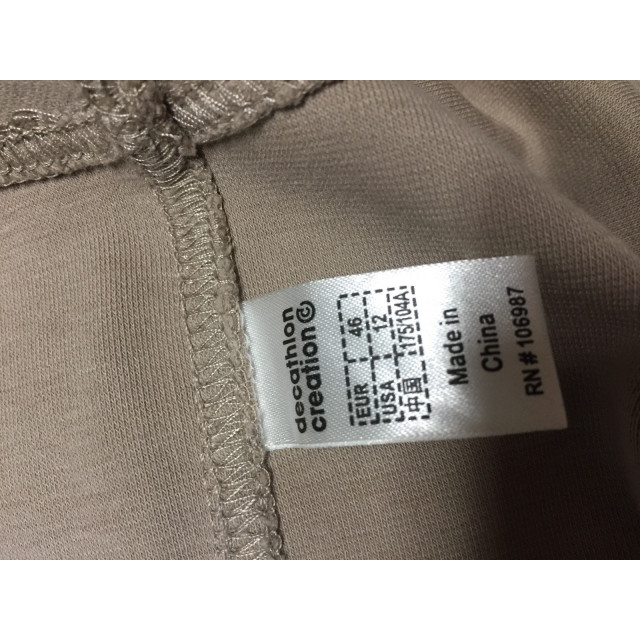 decathlon
creation
EUR 46
USA 12
中国 175/104A
Made in
China
RN # 106987